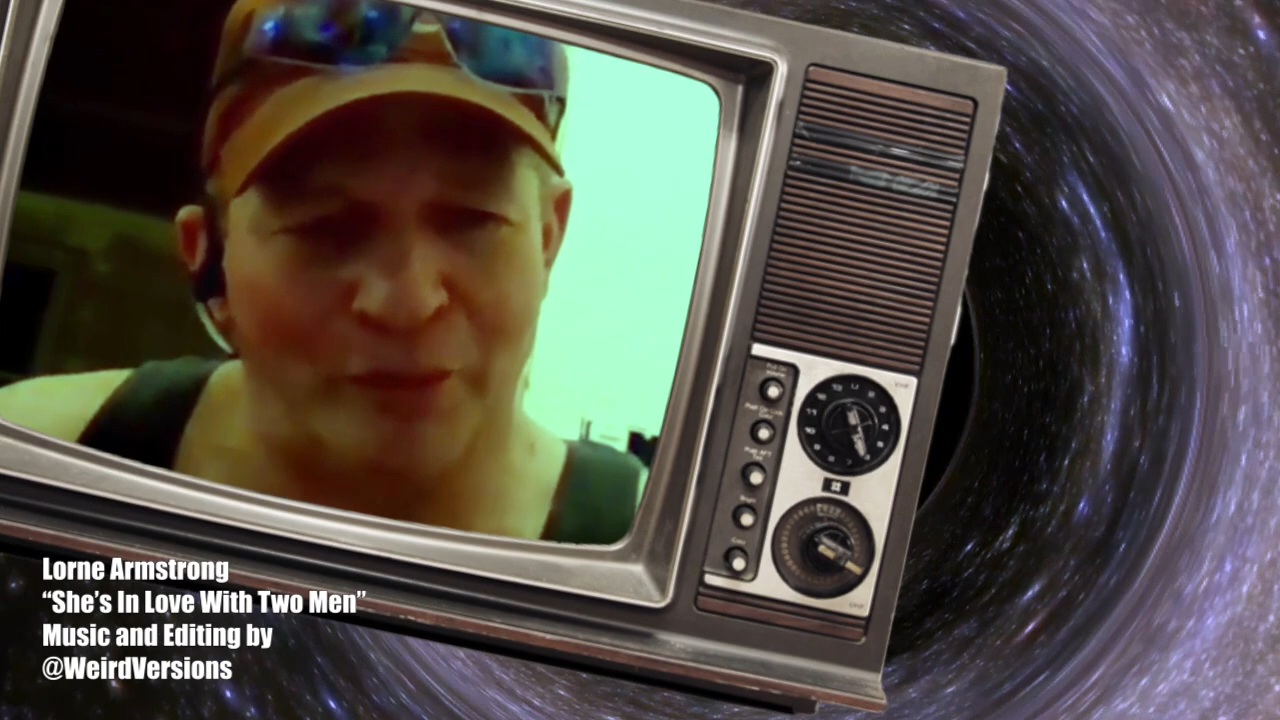 Lorne Armstrong
“She’s In Love With Two Men”
Music and Editing by
@WeirdVersions